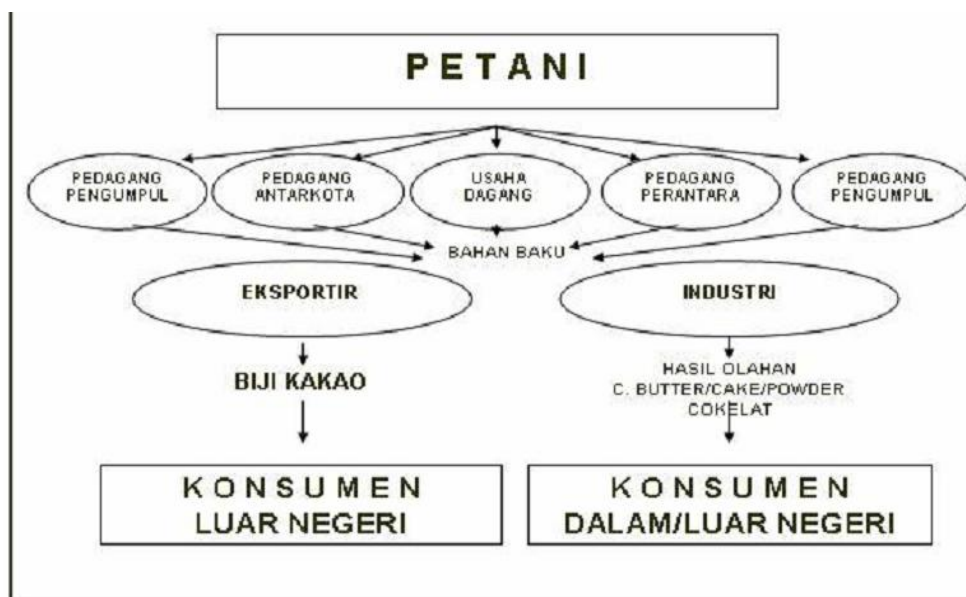 PETANI
PEDAGANG
PENGUMPUL
PEDAGANG
ANTARKOTA
USAHA
DAGANG
PEDAGANG
PERANTARA
PEDAGANG
PENGUMPUL
BAHAN BAKU
EKSPORTIR
INDUSTRI
BIJI KAKAO
HASIL OLAHAN
C. BUTTER/CAKE/POWDER
COKELAT
KONSUMEN
LUAR NEGERI
KONSUMEN
DALAM/LUAR NEGERI